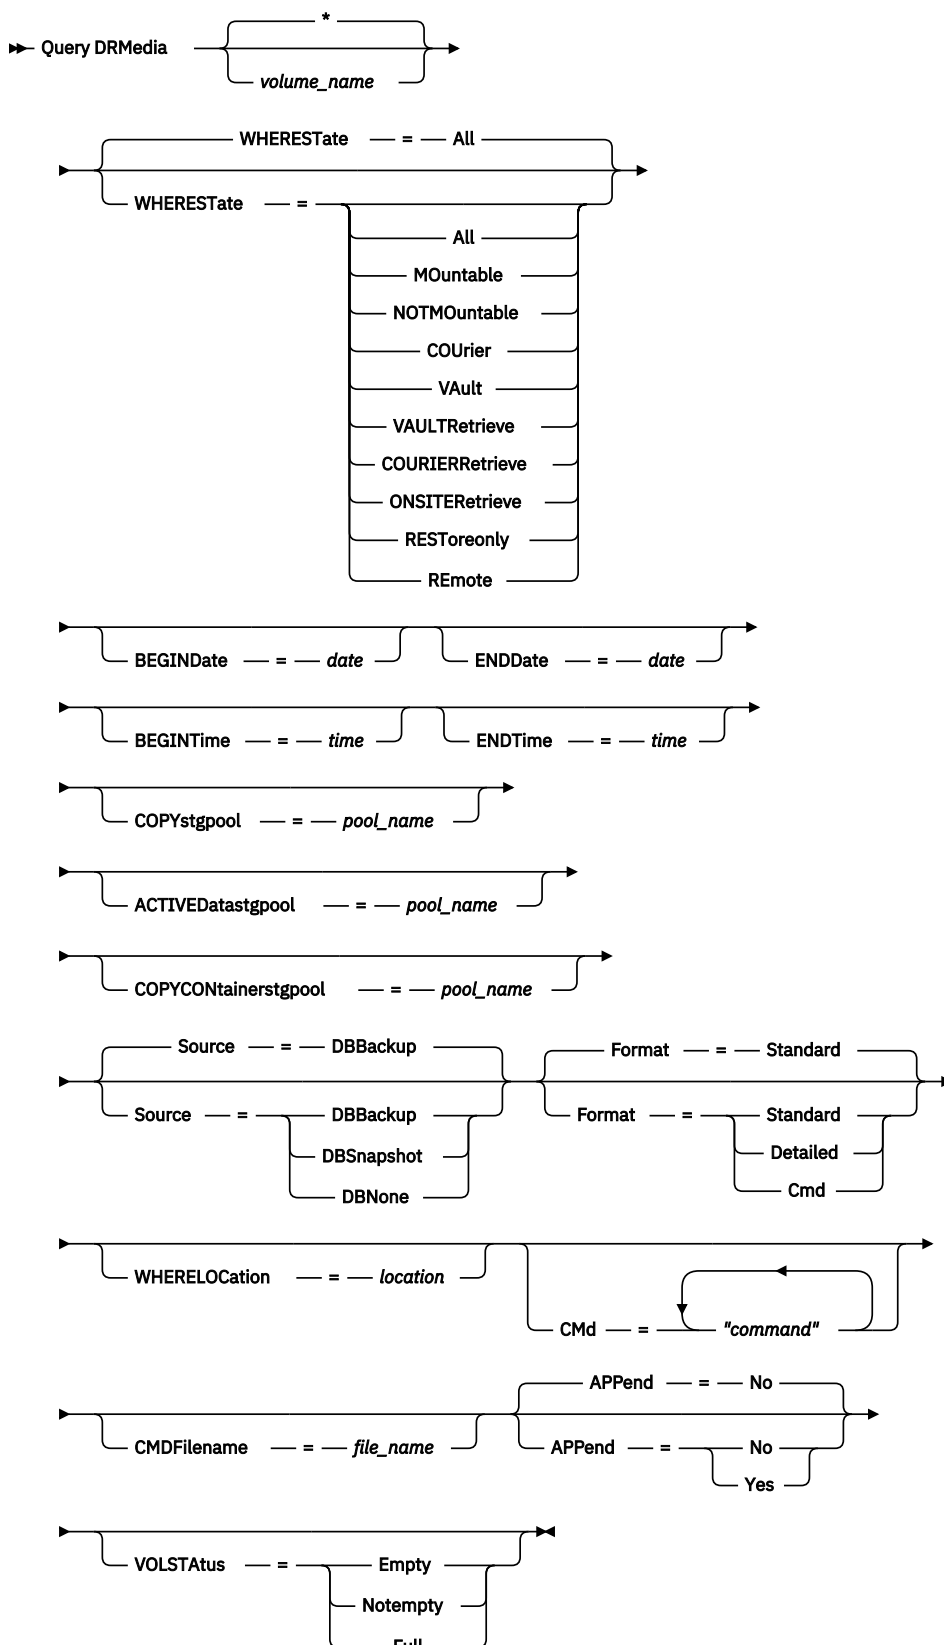 *
Query DRMedia
volume_name
WHERESTate = All
WHERESTate =
All
MOuntable
NOTMOuntable
COUrier
VAult
VAULTRetrieve
COURIERRetrieve
ONSITERetrieve
RESToreonly
REmote
BEGINDate = date ENDDate = date
BEGINTime = time ENDTime = time
COPYstgpool = pool_name
ACTIVEDatastgpool = pool_name
COPYCONtainerstgpool = pool_name
Source = DBBackup Format = Standard
Source = DBBackup Format = Standard
DBSnapshot Detailed
DBNone Cmd
WHERELOCation = location
CMd = "command"
APPend = No
CMDFilename = file_name APPend = No
Yes
VOLSTAtus = Empty
Notempty
Full